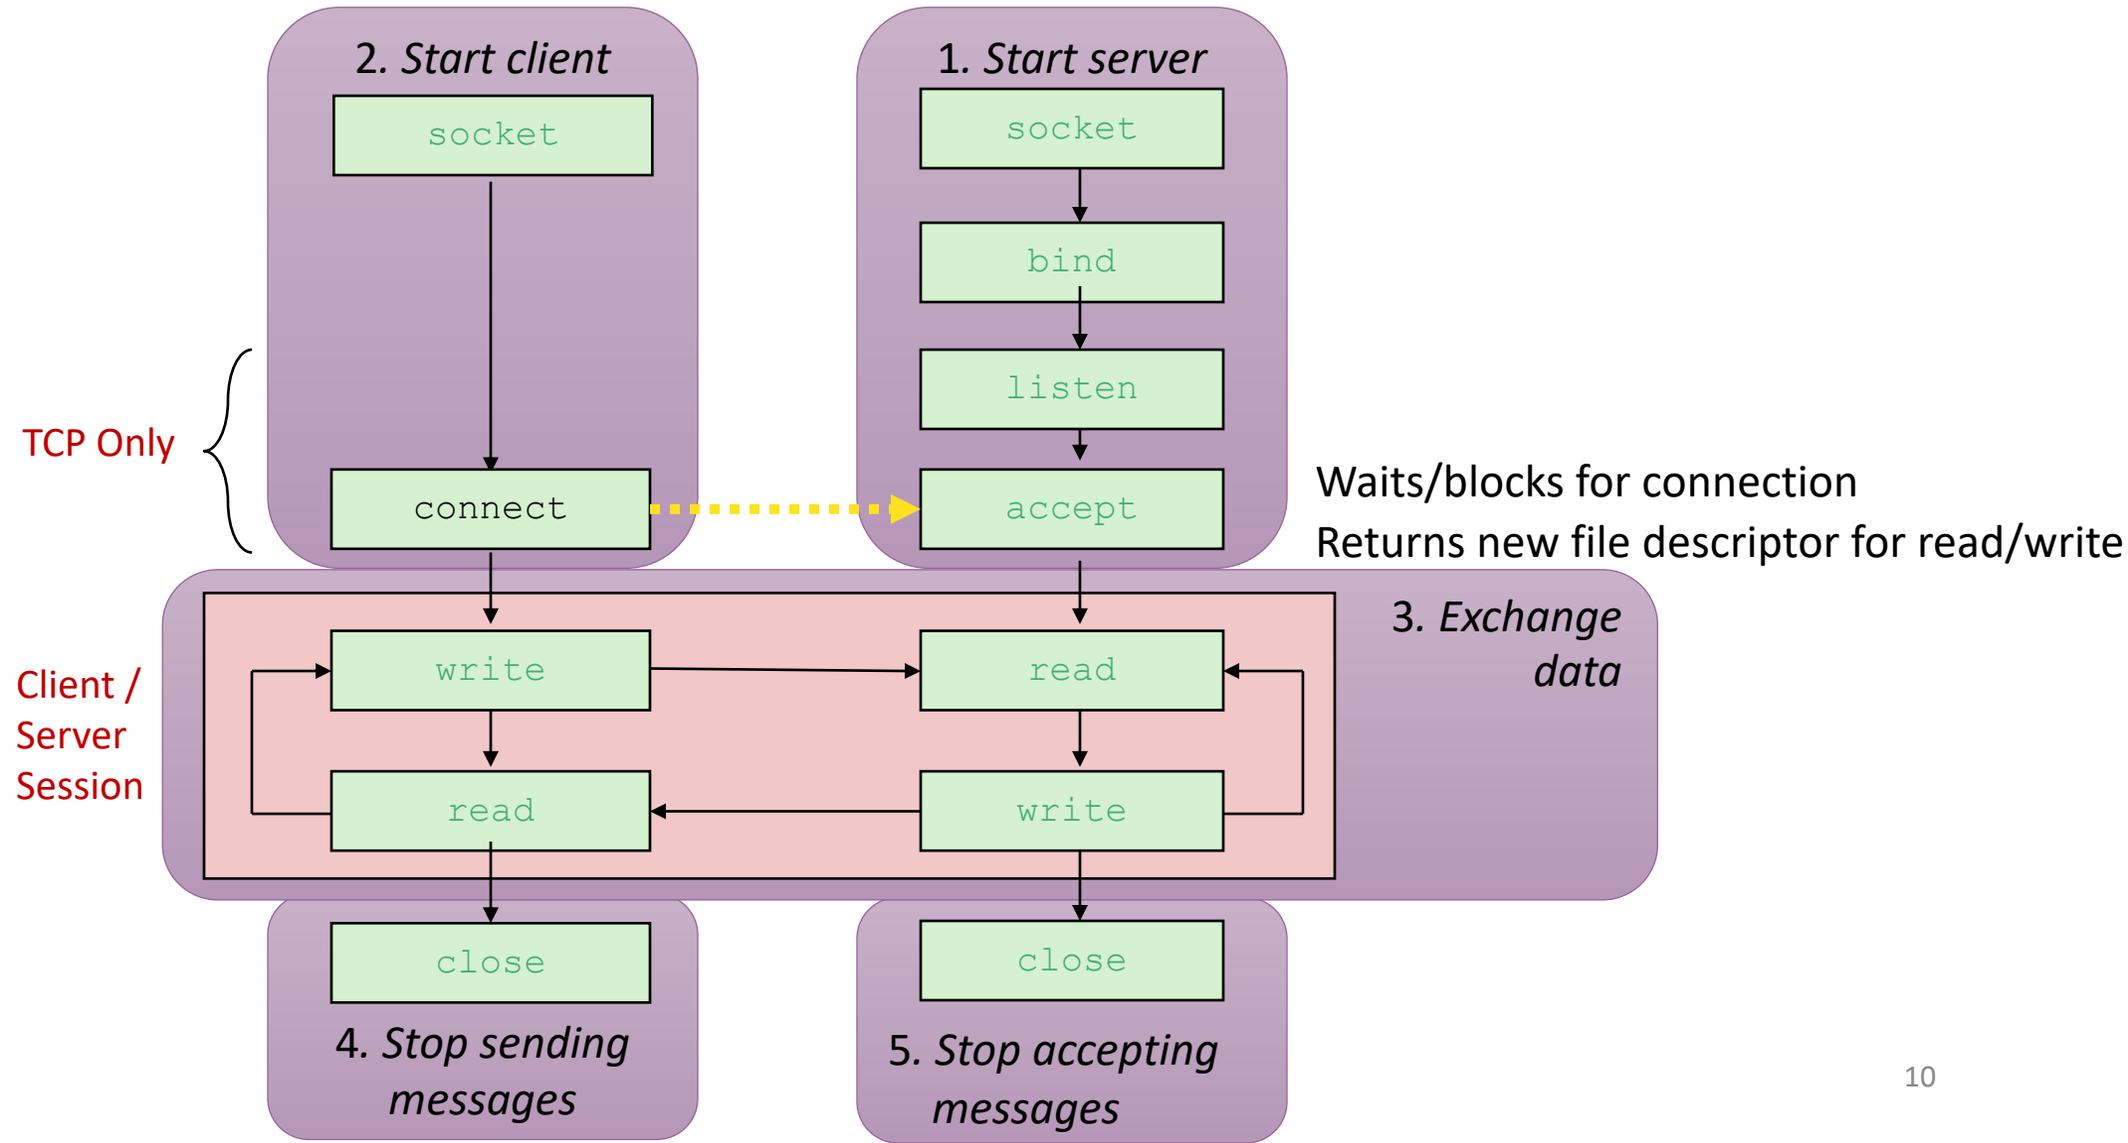 2. Start client
socket
connect
1. Start server
socket
bind
listen
accept
TCP Only
Waits/blocks for connection
Returns new file descriptor for read/write
3. Exchange
data
Client /
Server
Session
write
read
read
write
close
4. Stop sending
messages
close
5. Stop accepting
messages
10